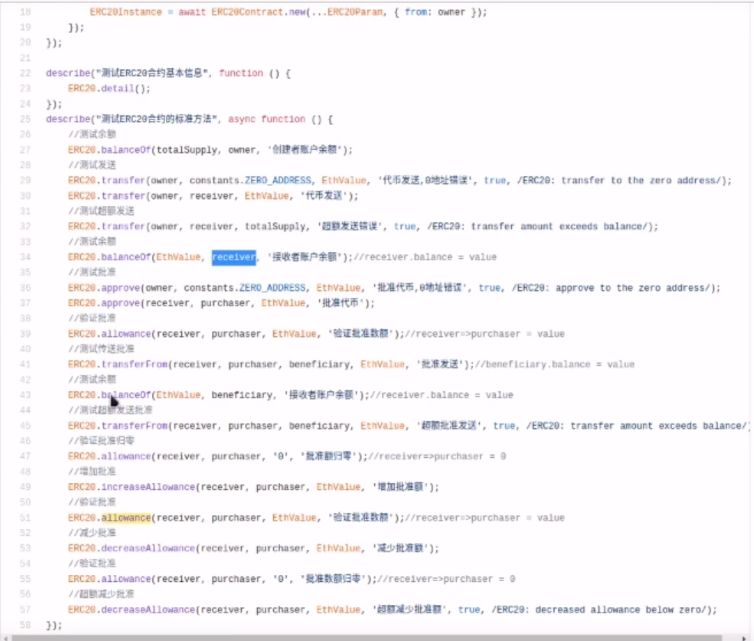 18 ERC20Instance = await ERC20Contract.new(...ERC20Param, { from: owner });
19 });
20 });
21
22 describe("测试ERC20合约基本信息", function () {
23 ERC20.detail();
24 });
25 describe("测试ERC20合约的标准方法", async function () {
26 //测试余额
27 ERC20.balanceOf(totalSupply, owner, '创建者账户余额');
28 //测试发送
29 ERC20.transfer(owner, constants.ZERO_ADDRESS, EthValue, '代币发送,0地址错误', true, /ERC20: transfer to the zero address/);
30 ERC20.transfer(owner, receiver, EthValue, '代币发送');
31 //测试超额发送
32 ERC20.transfer(owner, receiver, totalSupply, '超额发送错误', true, /ERC20: transfer amount exceeds balance/);
33 //测试余额
34 ERC20.balanceOf(EthValue, receiver, '接收者账户余额');//receiver.balance = value
35 //测试批准
36 ERC20.approve(owner, constants.ZERO_ADDRESS, EthValue, '批准代币,0地址错误', true, /ERC20: approve to the zero address/);
37 ERC20.approve(receiver, purchaser, EthValue, '批准代币');
38 //验证批准
39 ERC20.allowance(receiver, purchaser, EthValue, '验证批准数额');//receiver=>purchaser = value
40 //测试传送批准
41 ERC20.transferFrom(receiver, purchaser, beneficiary, EthValue, '批准发送');//beneficiary.balance = value
42 //测试余额
43 ERC20.balanceOf(EthValue, beneficiary, '接收者账户余额');//receiver.balance = value
44 //测试超额发送批准
45 ERC20.transferFrom(receiver, purchaser, beneficiary, EthValue, '超额批准发送', true, /ERC20: transfer amount exceeds balance/)
46 //验证批准归零
47 ERC20.allowance(receiver, purchaser, '0', '批准额归零');//receiver=>purchaser = 0
48 //增加批准
49 ERC20.increaseAllowance(receiver, purchaser, EthValue, '增加批准额');
50 //验证批准
51 ERC20.allowance(receiver, purchaser, EthValue, '验证批准数额');//receiver=>purchaser = value
52 //减少批准
53 ERC20.decreaseAllowance(receiver, purchaser, EthValue, '减少批准额');
54 //验证批准
55 ERC20.allowance(receiver, purchaser, '0', '批准数额归零');//receiver=>purchaser = 0
56 //超额减少批准
57 ERC20.decreaseAllowance(receiver, purchaser, EthValue, '超额减少批准额', true, /ERC20: decreased allowance below zero/);
58 });